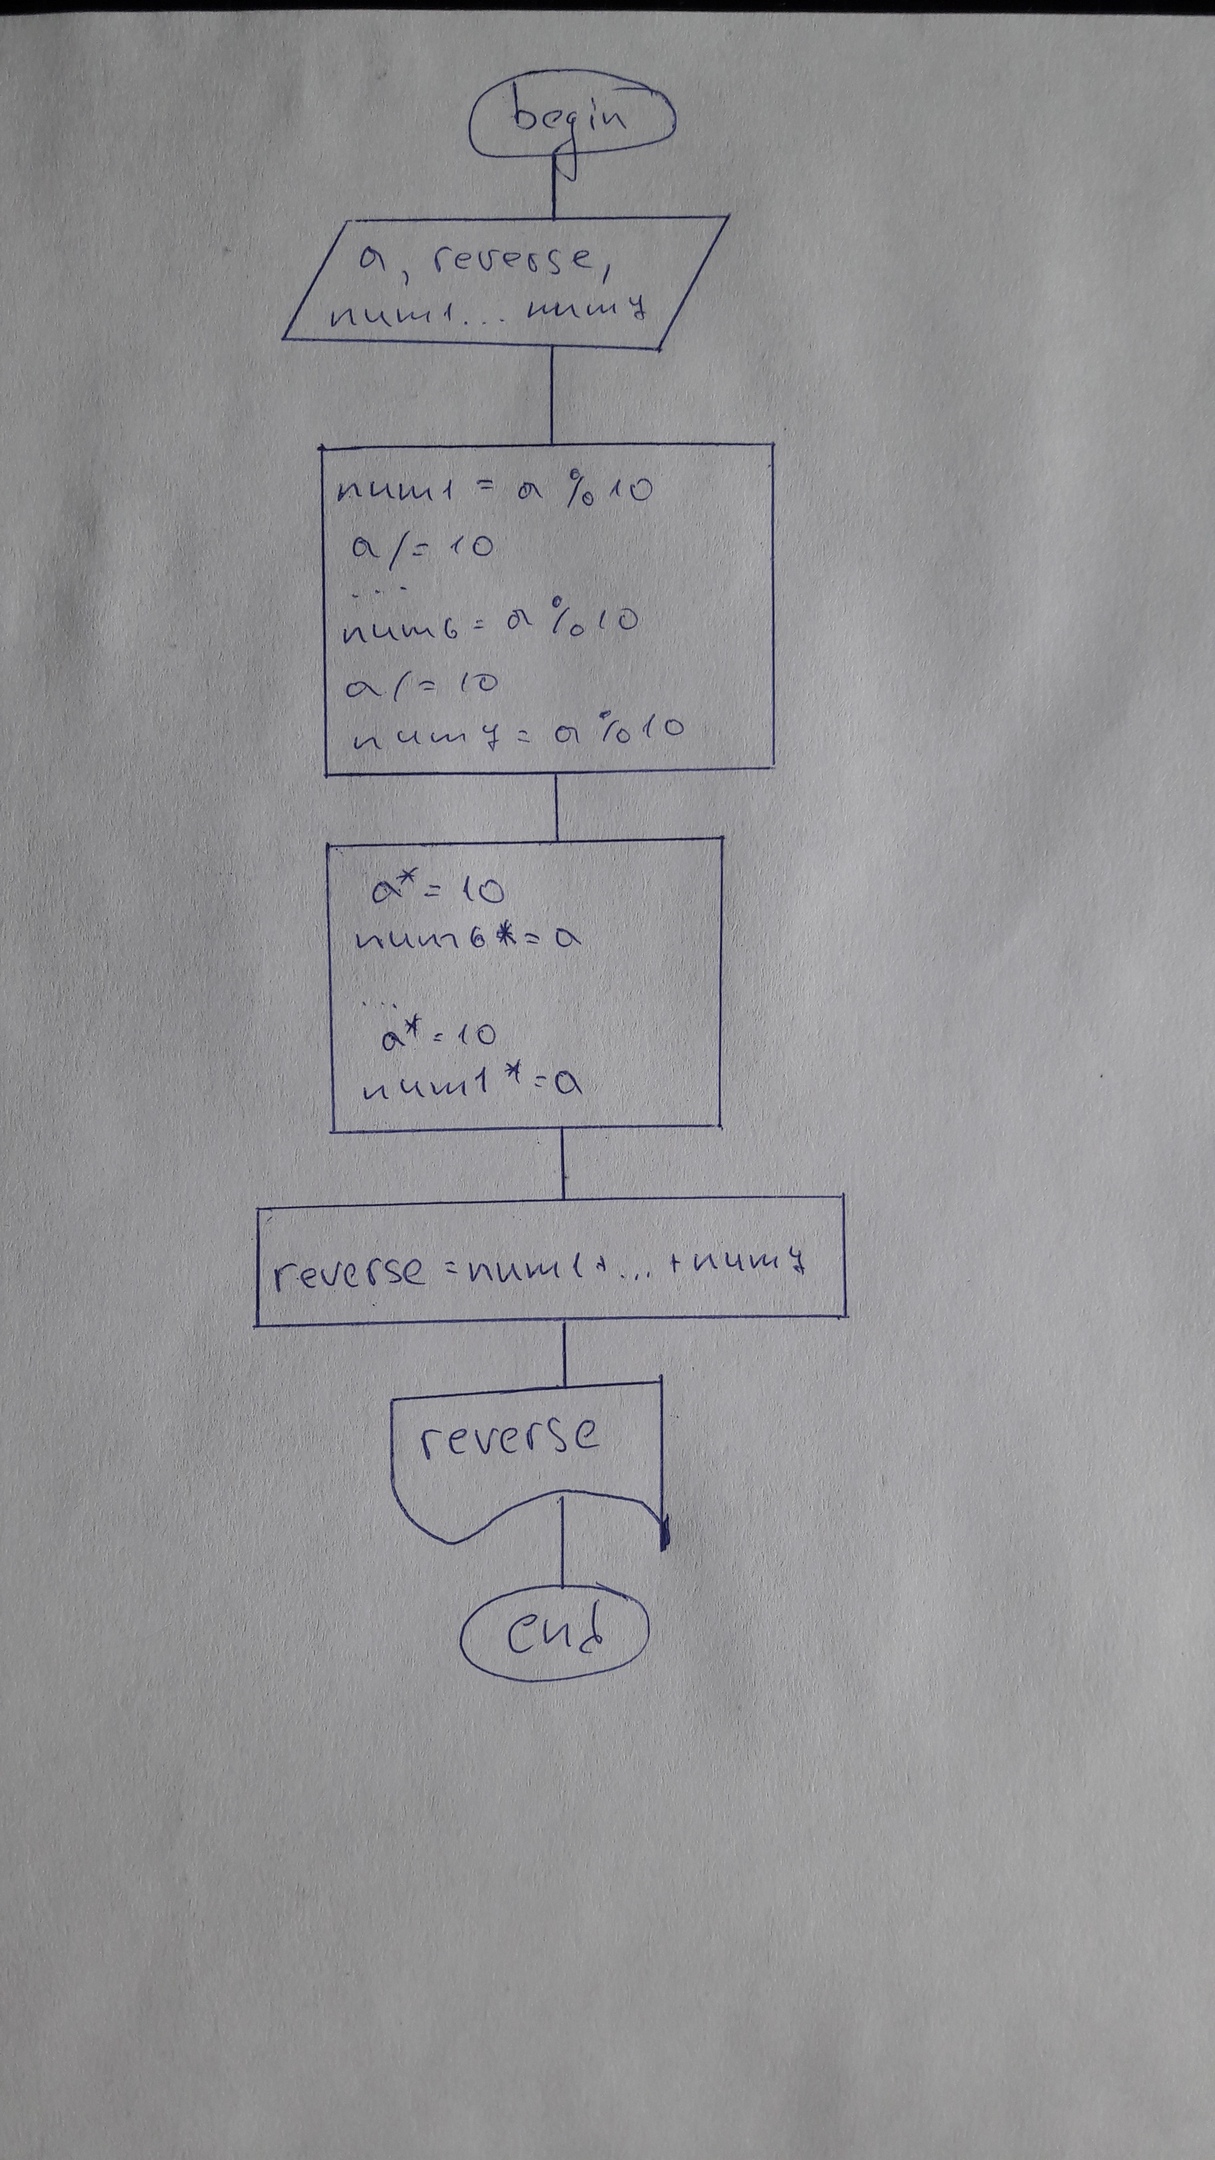 begin
a, reverse,
num1... num7
num1 = a % 10
a /= 10
...
num6 = a % 10
a /= 10
num7 = a % 10
a *= 10
num6 *= a
...
a *= 10
num1 *= a
reverse = num1 + ... + num7
reverse
end